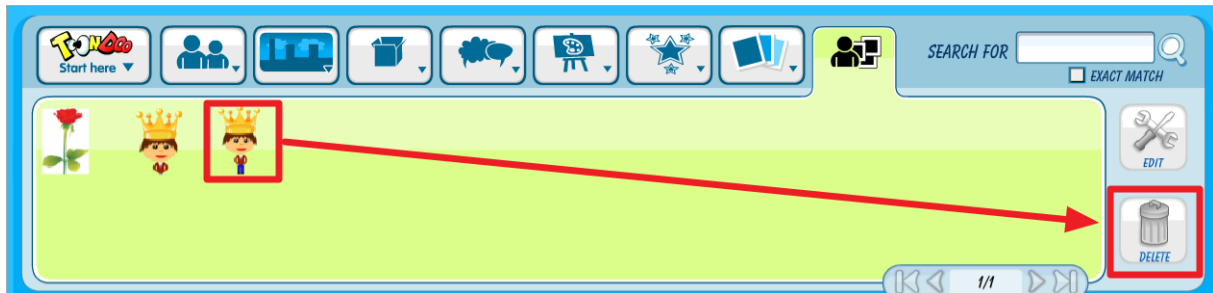 TOONDOO
Start here
SEARCH FOR
EXACT MATCH
EDIT
DELETE
1/1